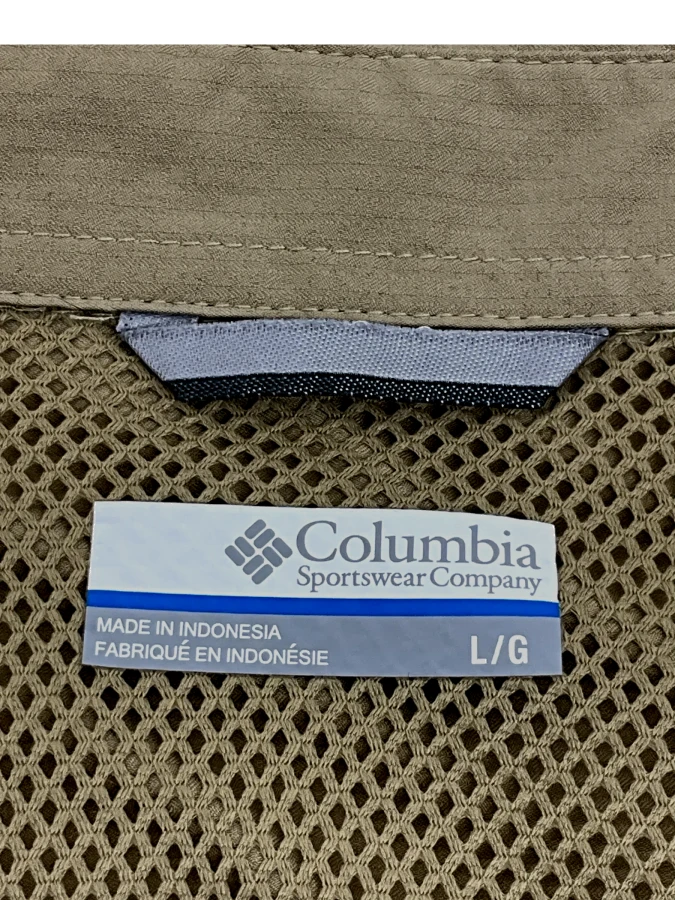 Columbia
Sportswear Company
MADE IN INDONESIA
FABRIQUÉ EN INDONÉSIE
L/G